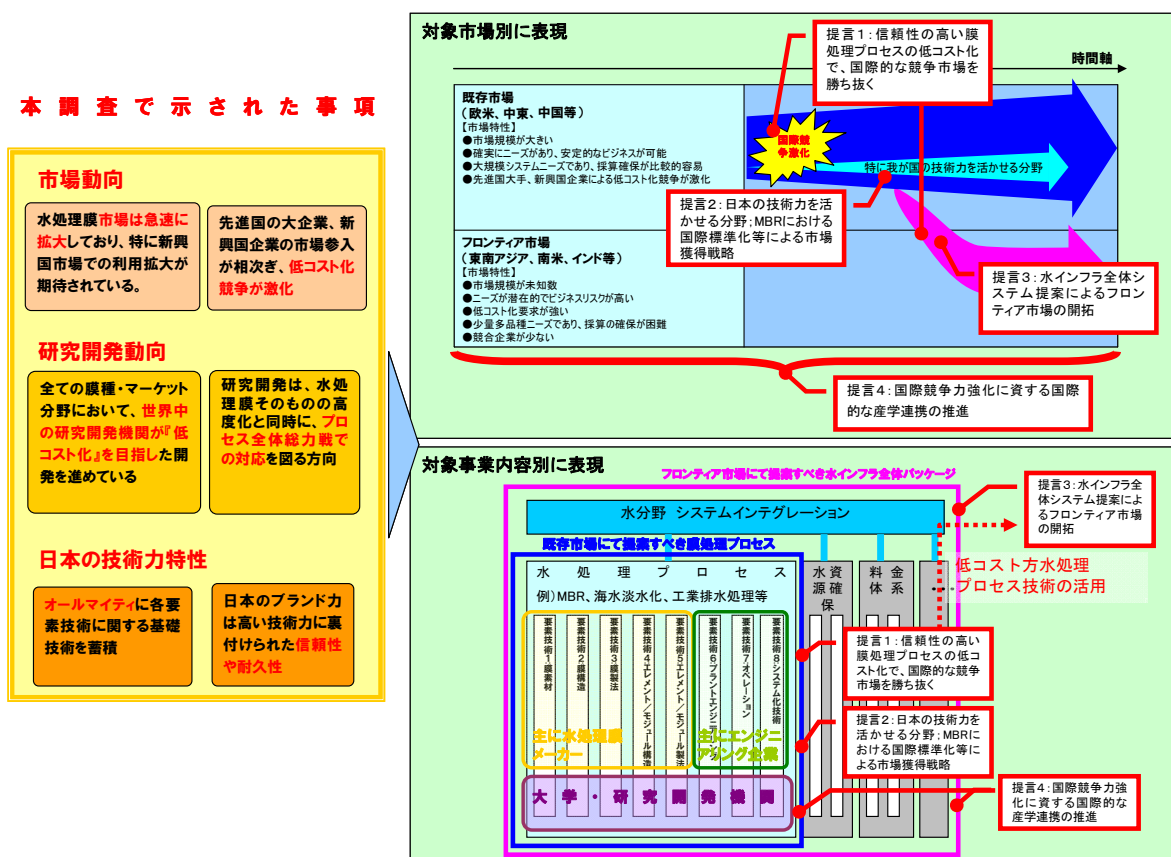 本調査で示された事項
市場動向
水処理膜市場は急速に
拡大しており、特に新興
国市場での利用拡大が
期待されている。
先進国の大企業、新
興国企業の市場参入
が相次ぎ、低コスト化
競争が激化
研究開発動向
全ての膜種・マーケット
分野において、世界中
の研究開発機関が『低
コスト化』を目指した開
発を進めている
研究開発は、水処
理膜そのものの高
度化と同時に、プロ
セス全体総力戦で
の対応を図る方向
日本の技術力特性
オールマイティに各要
素技術に関する基礎
技術を蓄積
日本のブランド力
は高い技術力に裏
付けられた信頼性
や耐久性
対象市場別に表現
提言1:信頼性の高い膜
処理プロセスの低コスト化
で、国際的な競争市場を
勝ち抜く
時間軸
既存市場
(欧米、中東、中国等)
【市場特性】
●市場規模が大きい
●確実にニーズがあり、安定的なビジネスが可能
●大規模システムニーズであり、採算確保が比較的容易
●先進国大手、新興国企業による低コスト化競争が激化
国際競
争激化
特に我が国の技術力を活かせる分野
提言2:日本の技術力を活
かせる分野;MBRにおける
国際標準化等による市場
獲得戦略
フロンティア市場
(東南アジア、南米、インド等)
【市場特性】
●市場規模が未知数
●ニーズが潜在的でビジネスリスクが高い
●低コスト化要求が強い
●少量多品種ニーズであり、採算の確保が困難
●競合企業が少ない
提言3:水インフラ全体シ
ステム提案によるフロン
ティア市場の開拓
提言4:国際競争力強化に資する国際
的な産学連携の推進
対象事業内容別に表現
フロンティア市場にて提案すべき水インフラ全体パッケージ
水分野 システムインテグレーション
提言3:水インフラ全
体システム提案によ
るフロンティア市場
の開拓
既存市場にて提案すべき膜処理プロセス
水処理プロセス
例)MBR、海水淡水化、工業排水処理等
水源
資確保
料体
金系
…
低コスト方水処理
プロセス技術の活用
要素技術1膜素材
要素技術2膜構造
要素技術3膜製法
要素技術4エレメント/モジュール構造
要素技術5エレメント/モジュール製法
要素技術6プラントエンジニアリング
要素技術7オペレーション
要素技術8システム化技術
主に水処理膜
メーカー
主にエンジニ
アリング企業
大学・研究開発機関
提言1:信頼性の高い
膜処理プロセスの低コ
スト化で、国際的な競争
市場を勝ち抜く
提言2:日本の技術力を
活かせる分野;MBRに
おける国際標準化等に
よる市場獲得戦略
提言4:国際競争力強
化に資する国際的な
産学連携の推進